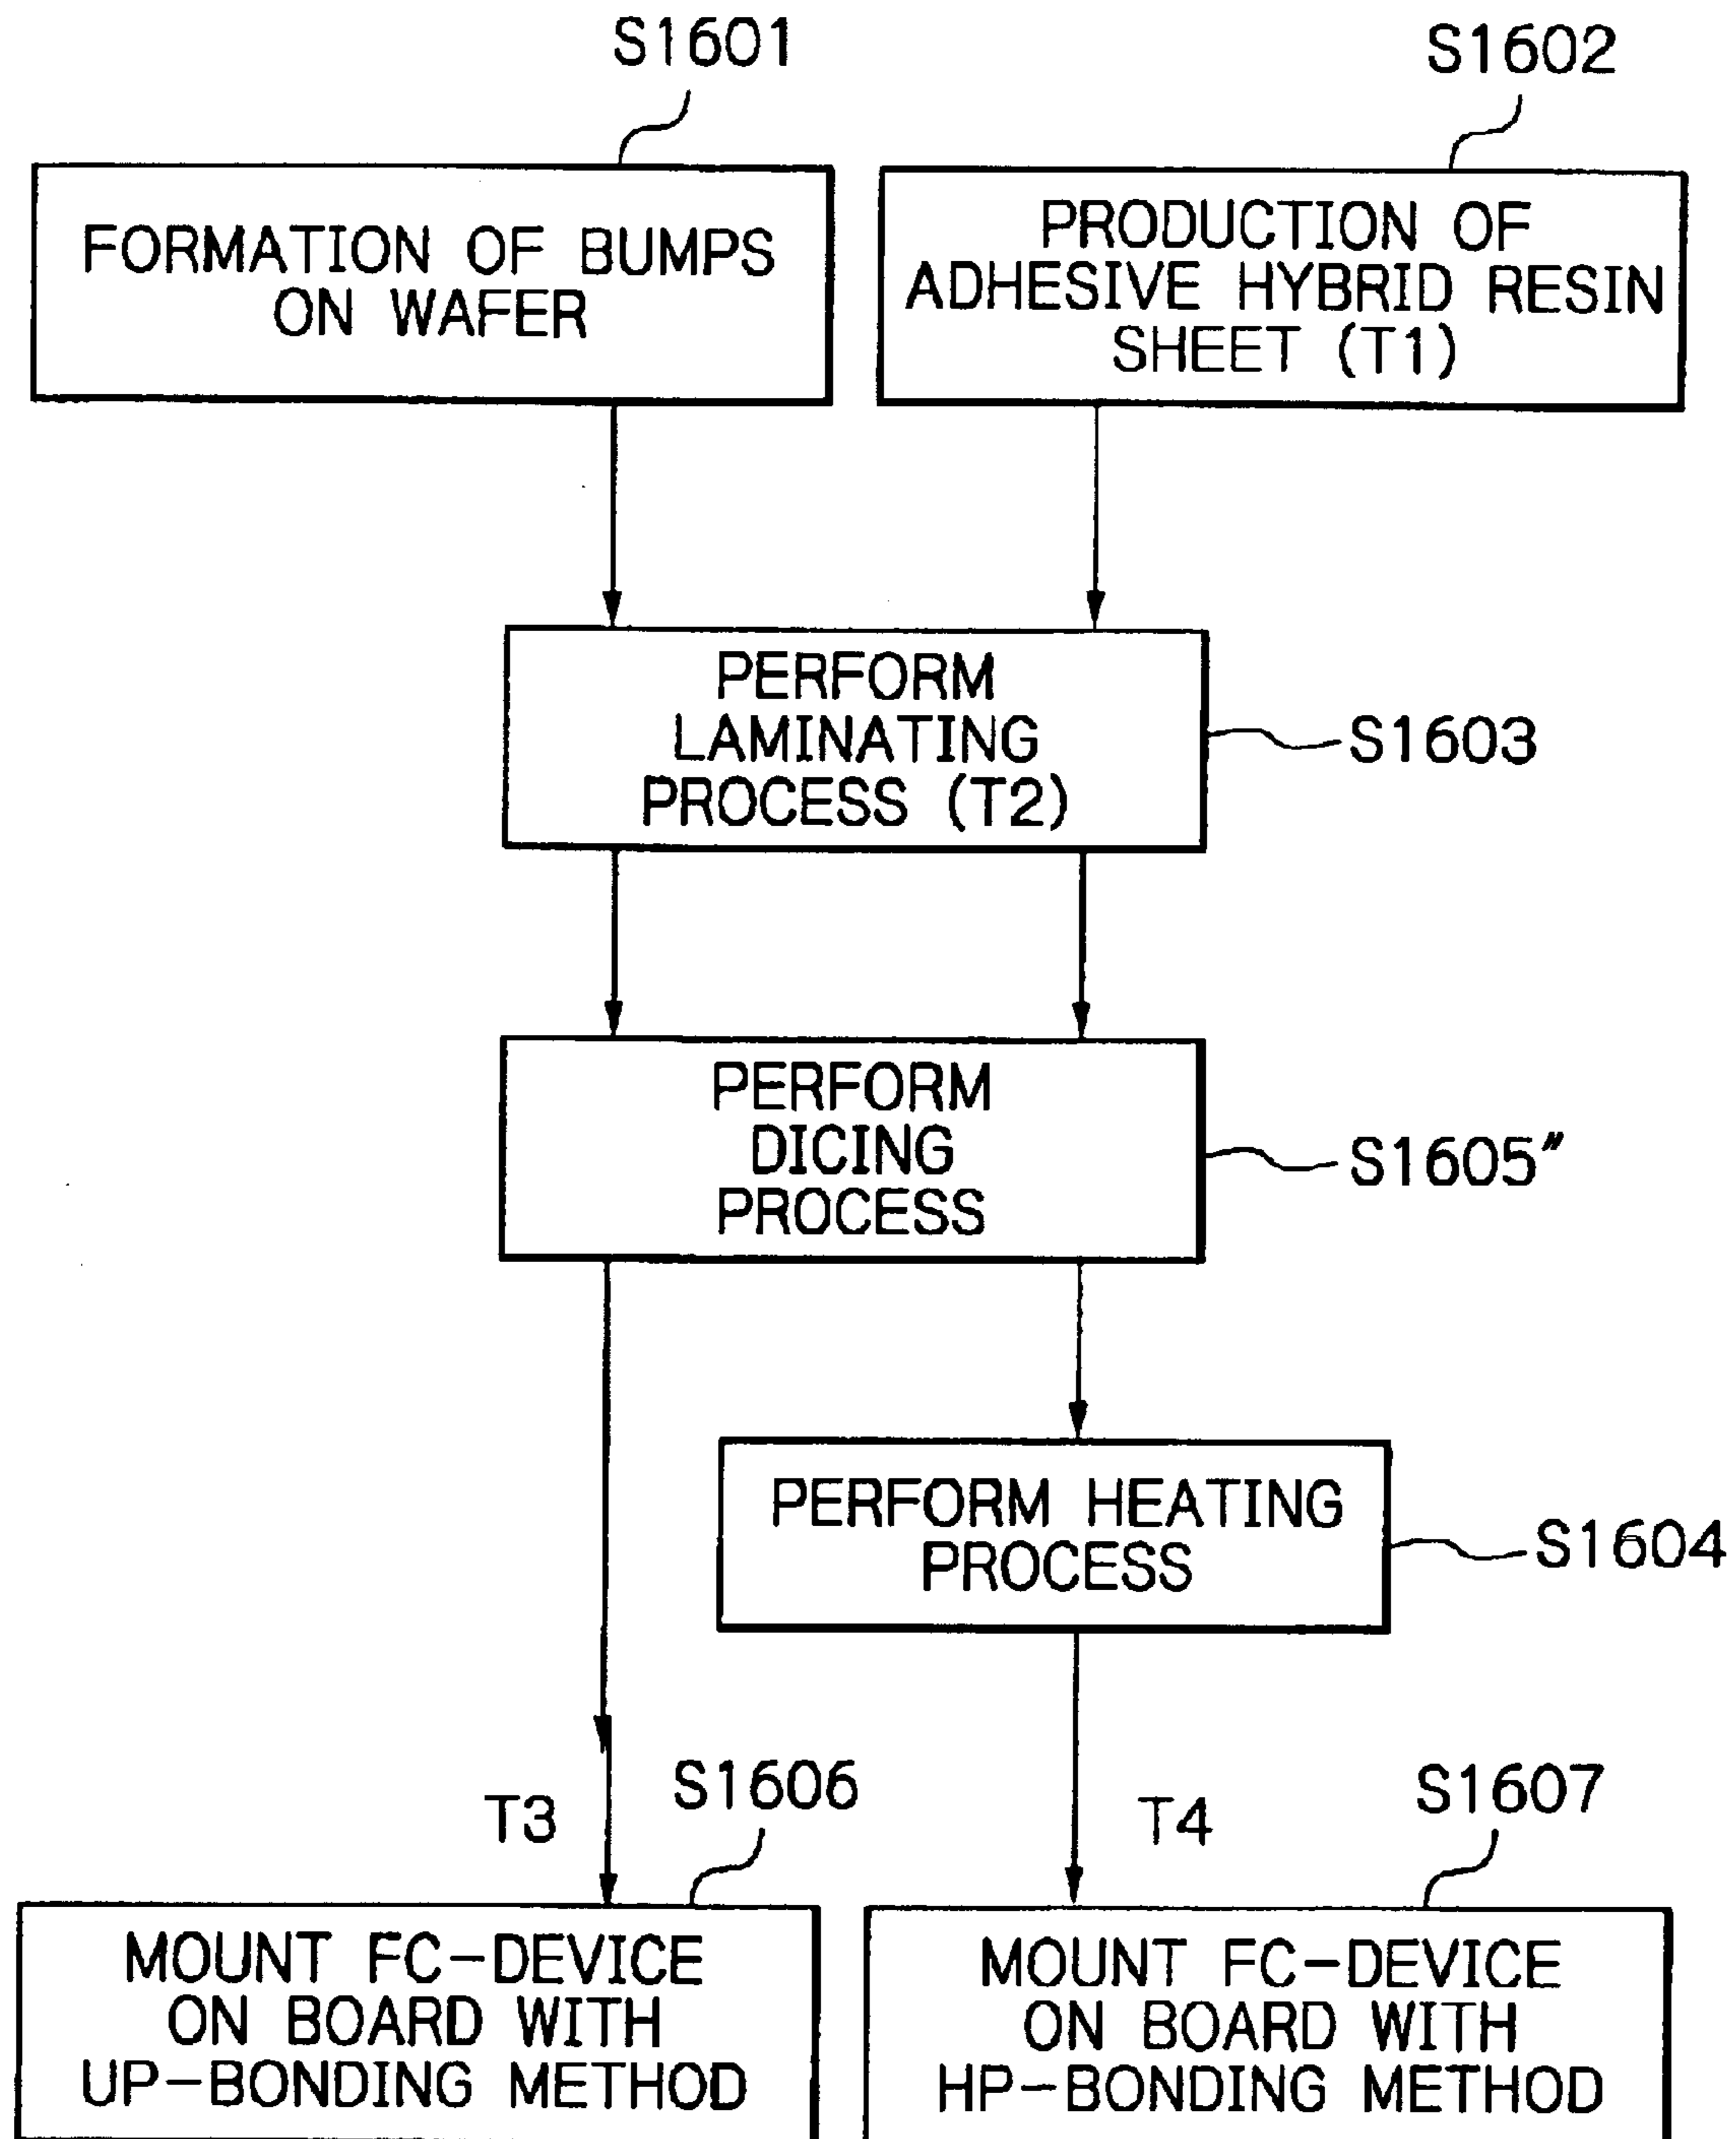 S1601
S1602
FORMATION OF BUMPS
ON WAFER
PRODUCTION OF
ADHESIVE HYBRID RESIN
SHEET (T1)
PERFORM
LAMINATING
PROCESS (T2)
S1603
PERFORM
DICING
PROCESS
S1605"
PERFORM HEATING
PROCESS
S1604
T3
S1606
T4
S1607
MOUNT FC-DEVICE
ON BOARD WITH
UP-BONDING METHOD
MOUNT FC-DEVICE
ON BOARD WITH
HP-BONDING METHOD